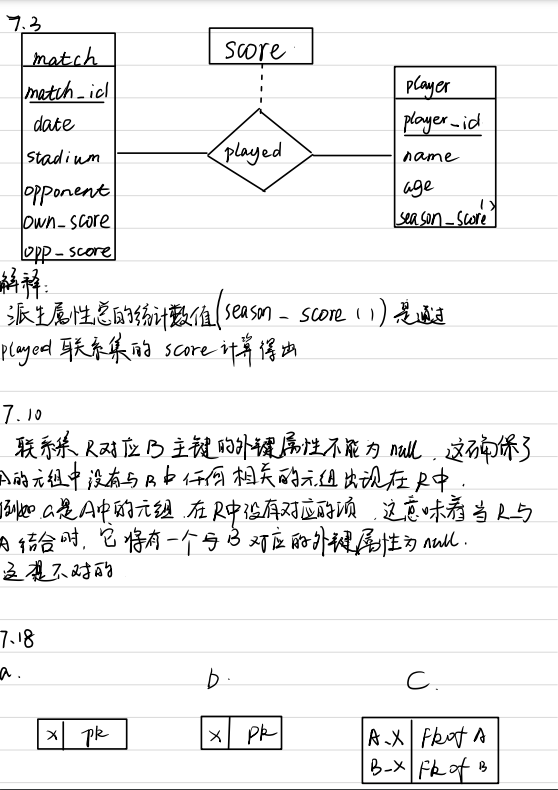 7.3
match
match_id
date
stadium
opponent
own_score
opp_score
score
played
player
player_id
name
age
season_score()
解释:
派生属性总的统计数值(season_score()) 是通过
played 联系集的 score 计算得出
7.10
联系集 R对应B主键的外键属性不能为 null, 这确保了
A的元组中没有与B中任何相关的元组出现在R中.
例如 a是A中的元组, 在R中没有对应的项, 这意味着当R与
A结合时, 它将有一个与B对应的外键属性为null.
这是不对的
7.18
a.
b.
C.
x pk
x pk
A_X Fk of A
B_X Fk of B